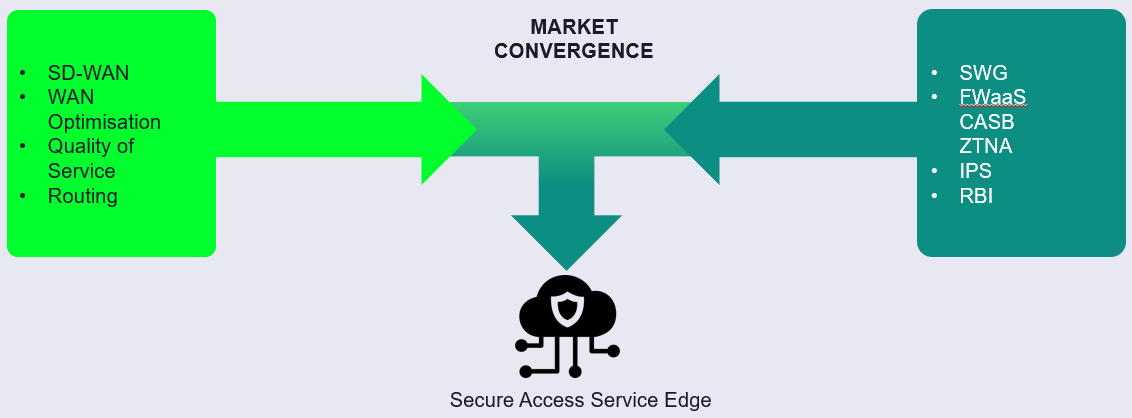 MARKET
CONVERGENCE
• SD-WAN
• WAN
Optimisation
• Quality of
Service
• Routing
• SWG
• FWaaS
CASB
ZTNA
• IPS
• RBI
Secure Access Service Edge